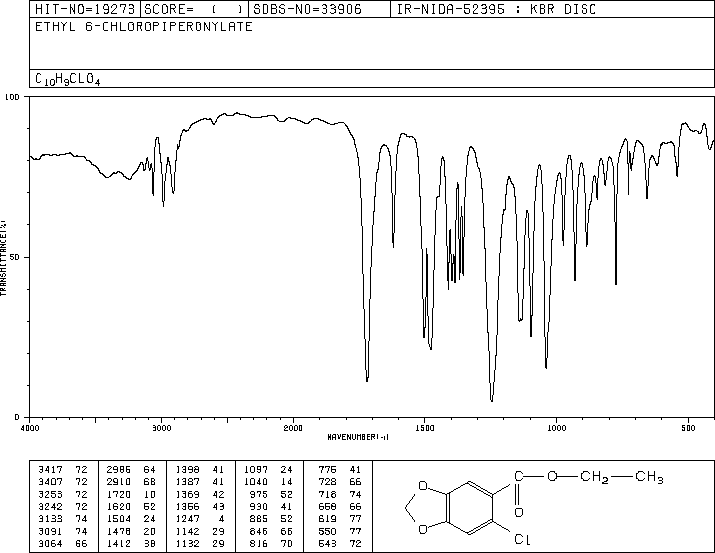 HIT-NO=19273 SCORE= ( ) SDBS-NO=33906 IR-NIDA-52395 : KBR DISC
ETHYL 6-CHLOROPIPERONYLATE
C10H9CLO4
100
TRANSMITTANCE(%)
50
0
4000 3000 2000 1500 1000 500
WAVENUMBER(-1)
3417 72 2986 64 1398 41 1097 24 776 41
3407 72 2910 68 1387 41 1040 14 728 66
3253 72 1720 10 1369 42 975 52 718 74
3242 72 1620 52 1356 43 930 41 658 66
3133 74 1504 24 1247 4 885 52 619 77
3091 74 1478 20 1142 29 846 66 550 77
3064 66 1412 38 1132 29 816 70 543 72
C O CH2 CH3
O
O
O
Cl